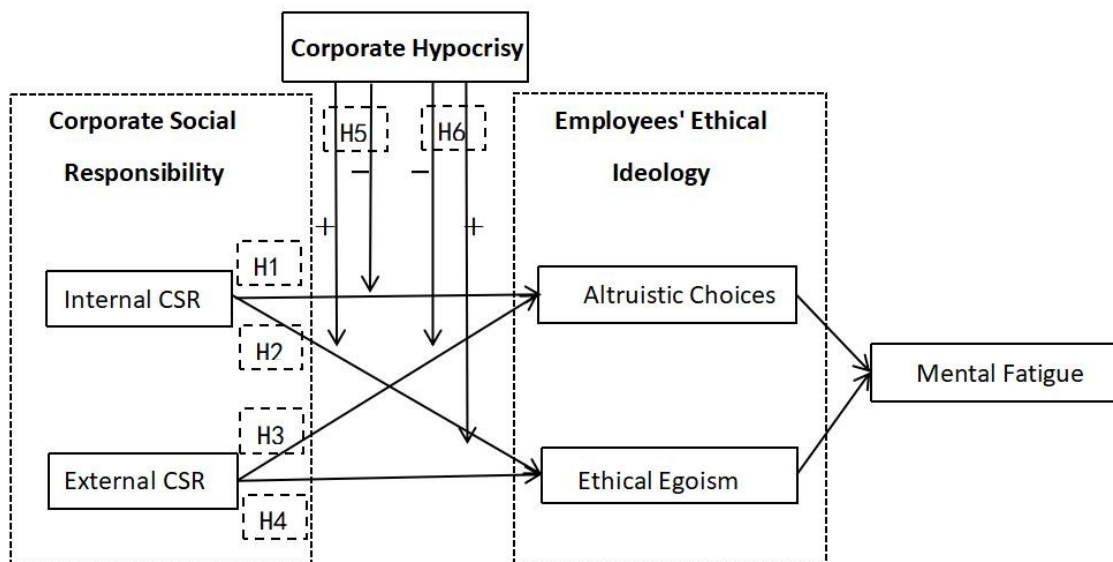 Corporate Hypocrisy
Corporate Social
Responsibility
H5
H6
Employees' Ethical
Ideology
−
−
+
+
H1
Internal CSR
Altruistic Choices
H2
Mental Fatigue
H3
External CSR
Ethical Egoism
H4